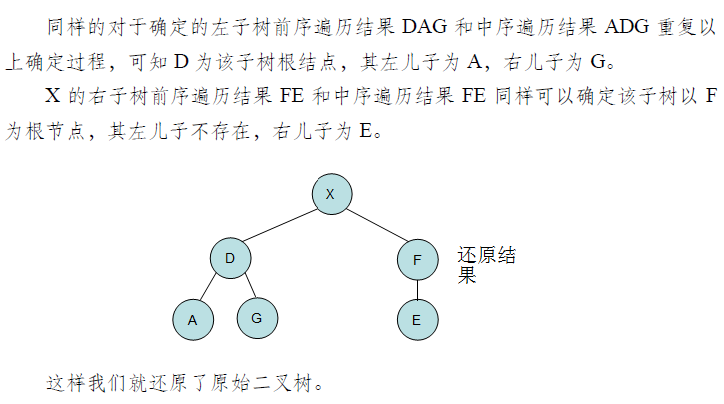 同样的对于确定的左子树前序遍历结果 DAG 和中序遍历结果 ADG 重复以
上确定过程，可知 D 为该子树根结点，其左儿子为 A，右儿子为 G。
X 的右子树前序遍历结果 FE 和中序遍历结果 FE 同样可以确定该子树以 F
为根节点，其左儿子不存在，右儿子为 E。
X
D
F
还原结
果
A
G
E
这样我们就还原了原始二叉树。